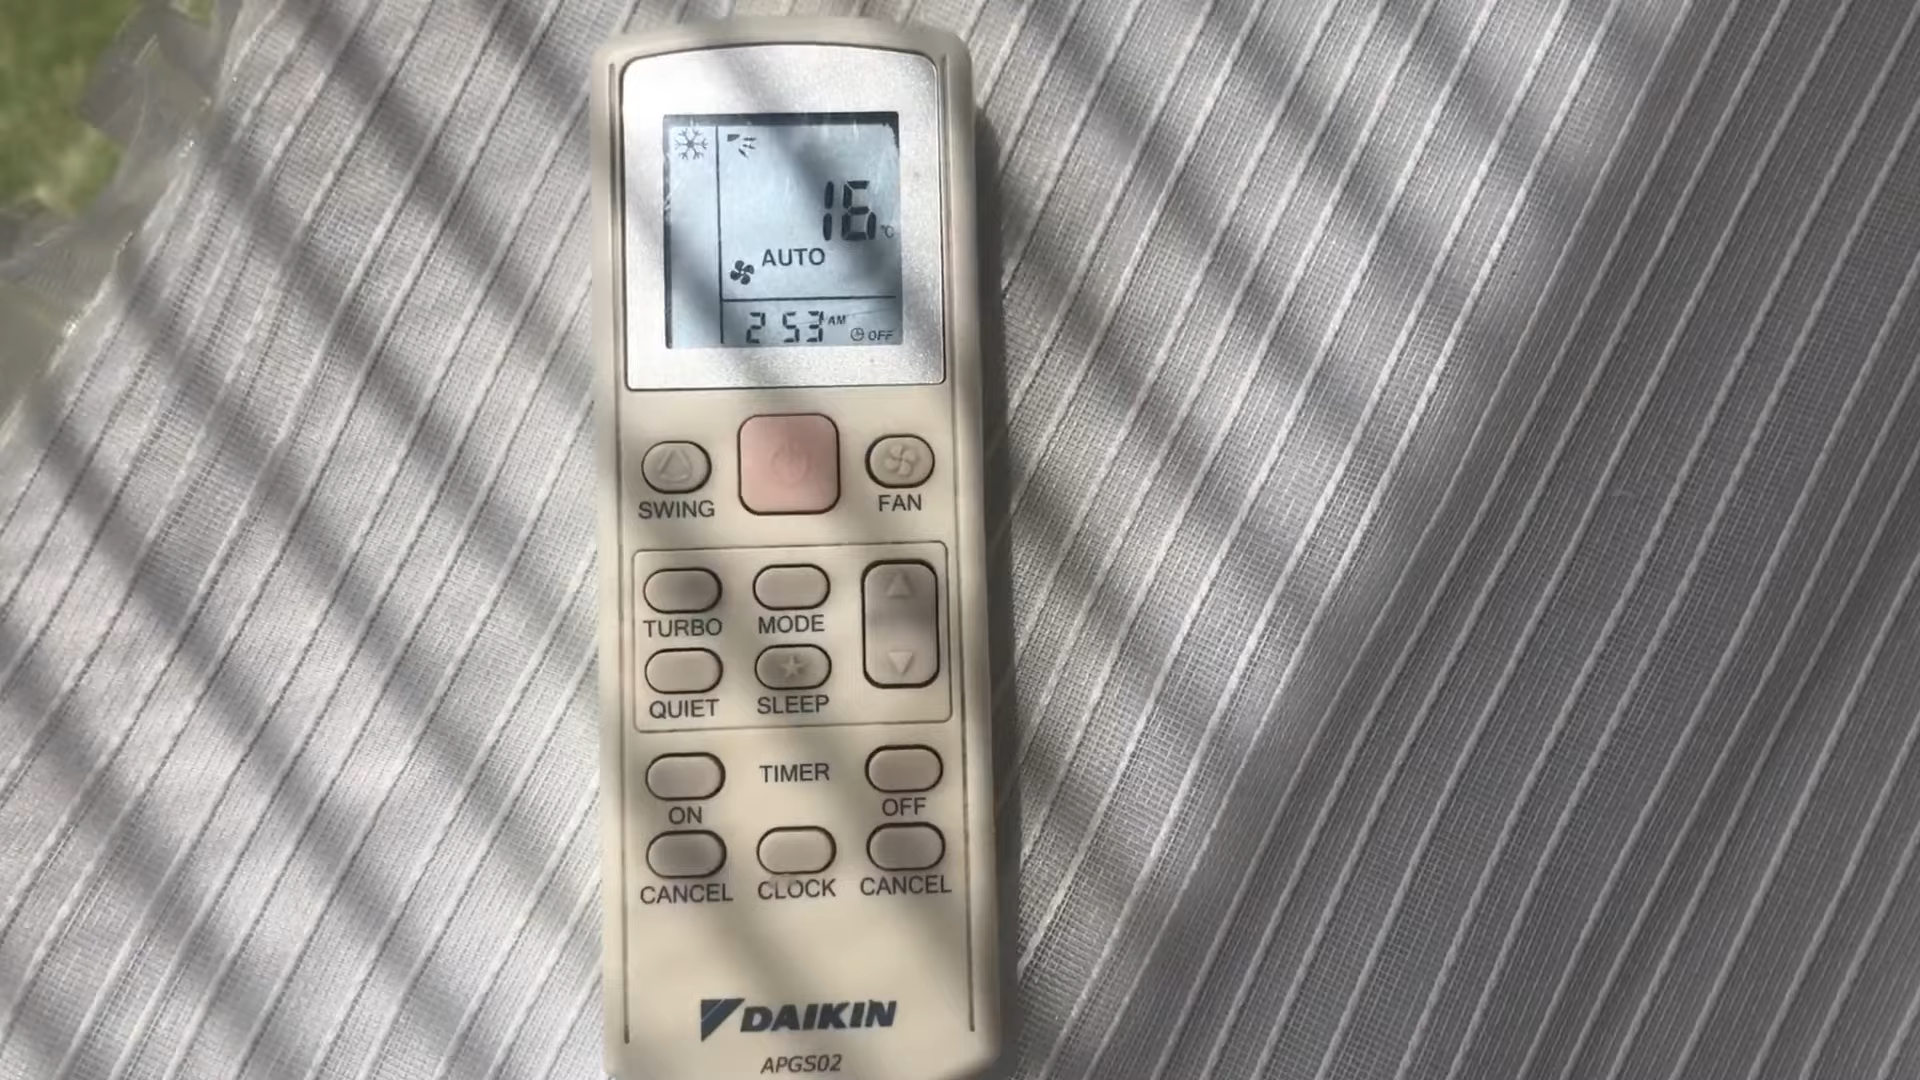 16 °C
AUTO
2 53 AM OFF
SWING FAN
TURBO MODE
QUIET SLEEP
TIMER
ON OFF
CANCEL CLOCK CANCEL
DAIKIN
APGS02